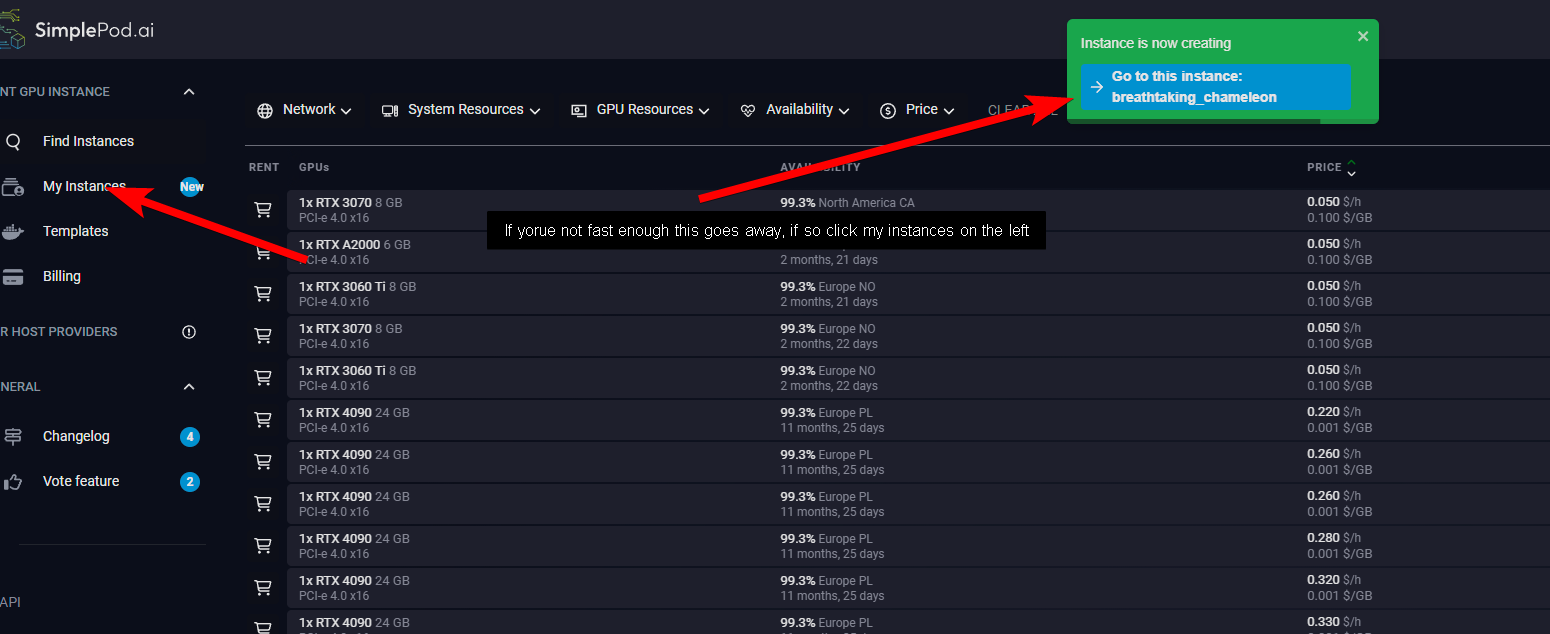 SimplePod.ai
Instance is now creating
Go to this instance:
breathtaking_chameleon
NT GPU INSTANCE
Find Instances
My Instances New
Templates
Billing
R HOST PROVIDERS
NERAL
Changelog 4
Vote feature 2
API
Network System Resources GPU Resources Availability Price
RENT GPUs AVAILABILITY PRICE
If yorue not fast enough this goes away, if so click my instances on the left
1x RTX 3070 8 GB 99.3% North America CA 0.050 $/h
PCI-e 4.0 x16 0.100 $/GB
1x RTX A2000 6 GB 0.050 $/h
PCI-e 4.0 x16 2 months, 21 days 0.100 $/GB
1x RTX 3060 Ti 8 GB 99.3% Europe NO 0.050 $/h
PCI-e 4.0 x16 2 months, 21 days 0.100 $/GB
1x RTX 3070 8 GB 99.3% Europe NO 0.050 $/h
PCI-e 4.0 x16 2 months, 22 days 0.100 $/GB
1x RTX 3060 Ti 8 GB 99.3% Europe NO 0.050 $/h
PCI-e 4.0 x16 2 months, 22 days 0.100 $/GB
1x RTX 4090 24 GB 99.3% Europe PL 0.220 $/h
PCI-e 4.0 x16 11 months, 25 days 0.001 $/GB
1x RTX 4090 24 GB 99.3% Europe PL 0.260 $/h
PCI-e 4.0 x16 11 months, 25 days 0.001 $/GB
1x RTX 4090 24 GB 99.3% Europe PL 0.260 $/h
PCI-e 4.0 x16 11 months, 25 days 0.001 $/GB
1x RTX 4090 24 GB 99.3% Europe PL 0.280 $/h
PCI-e 4.0 x16 11 months, 25 days 0.001 $/GB
1x RTX 4090 24 GB 99.3% Europe PL 0.320 $/h
PCI-e 4.0 x16 11 months, 25 days 0.001 $/GB
1x RTX 4090 24 GB 99.3% Europe PL 0.330 $/h